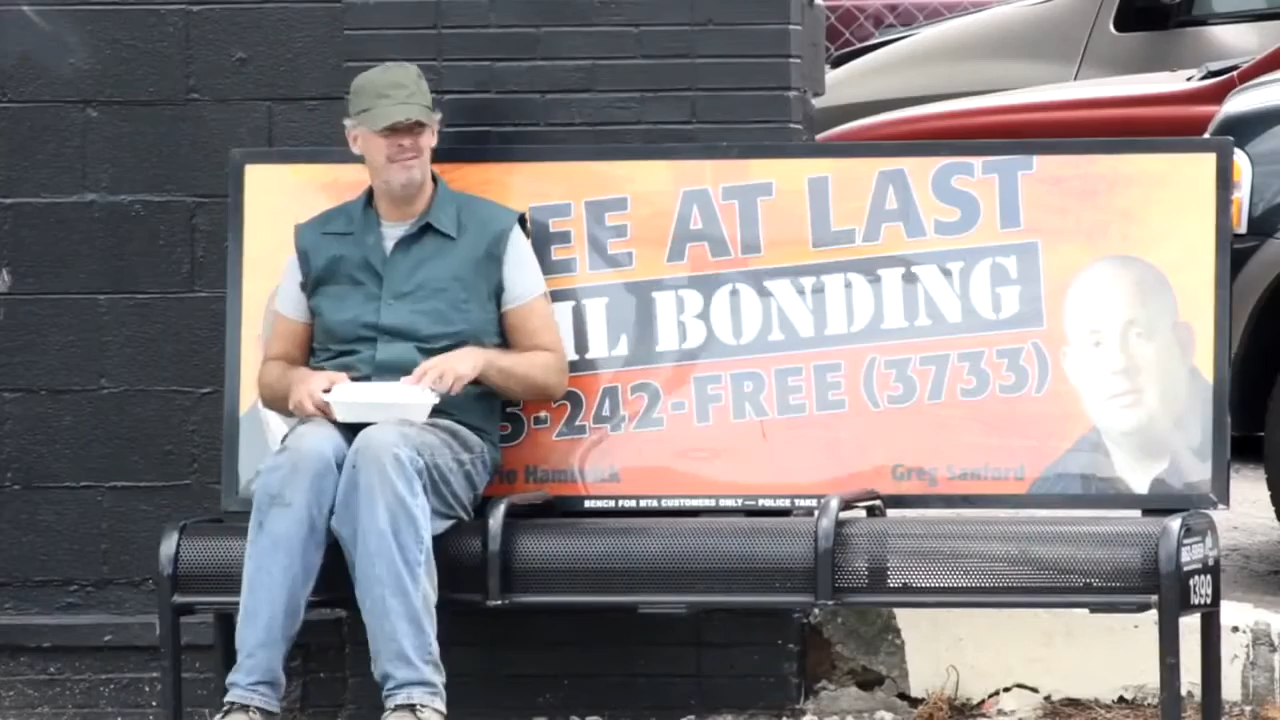 EE AT LAST
IL BONDING
5-242-FREE (3733)
Greg Sanford
BENCH FOR MTA CUSTOMERS ONLY — POLICE TAKE
1399